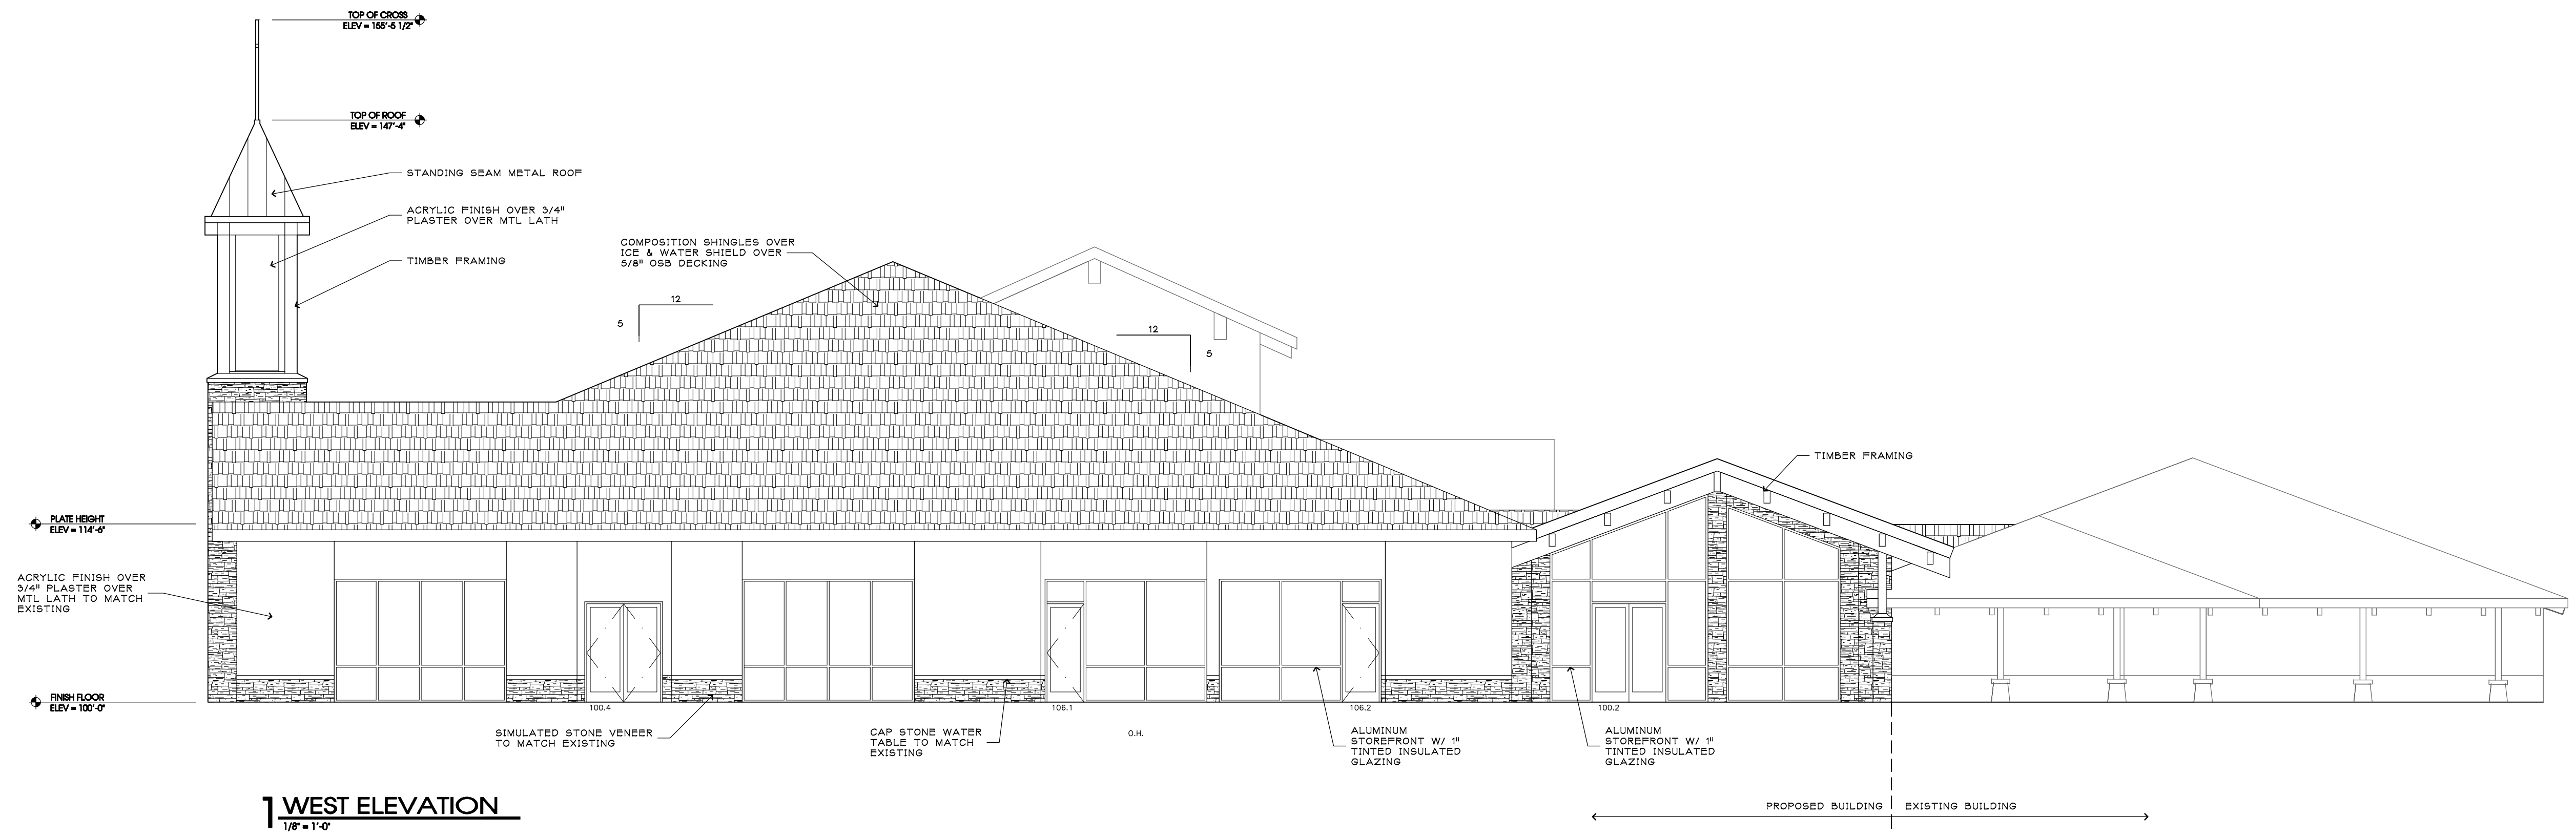 TOP OF CROSS
ELEV = 155'-5 1/2"
TOP OF ROOF
ELEV = 147'-4"
STANDING SEAM METAL ROOF
ACRYLIC FINISH OVER 3/4"
PLASTER OVER MTL LATH
TIMBER FRAMING
COMPOSITION SHINGLES OVER
ICE & WATER SHIELD OVER
5/8" OSB DECKING
12
5
12
5
TIMBER FRAMING
PLATE HEIGHT
ELEV = 114'-6"
ACRYLIC FINISH OVER
3/4" PLASTER OVER
MTL LATH TO MATCH
EXISTING
FINISH FLOOR
ELEV = 100'-0"
100.4
106.1
106.2
100.2
SIMULATED STONE VENEER
TO MATCH EXISTING
CAP STONE WATER
TABLE TO MATCH
EXISTING
O.H.
ALUMINUM
STOREFRONT W/ 1"
TINTED INSULATED
GLAZING
ALUMINUM
STOREFRONT W/ 1"
TINTED INSULATED
GLAZING
PROPOSED BUILDING
EXISTING BUILDING
1 WEST ELEVATION
1/8" = 1'-0"